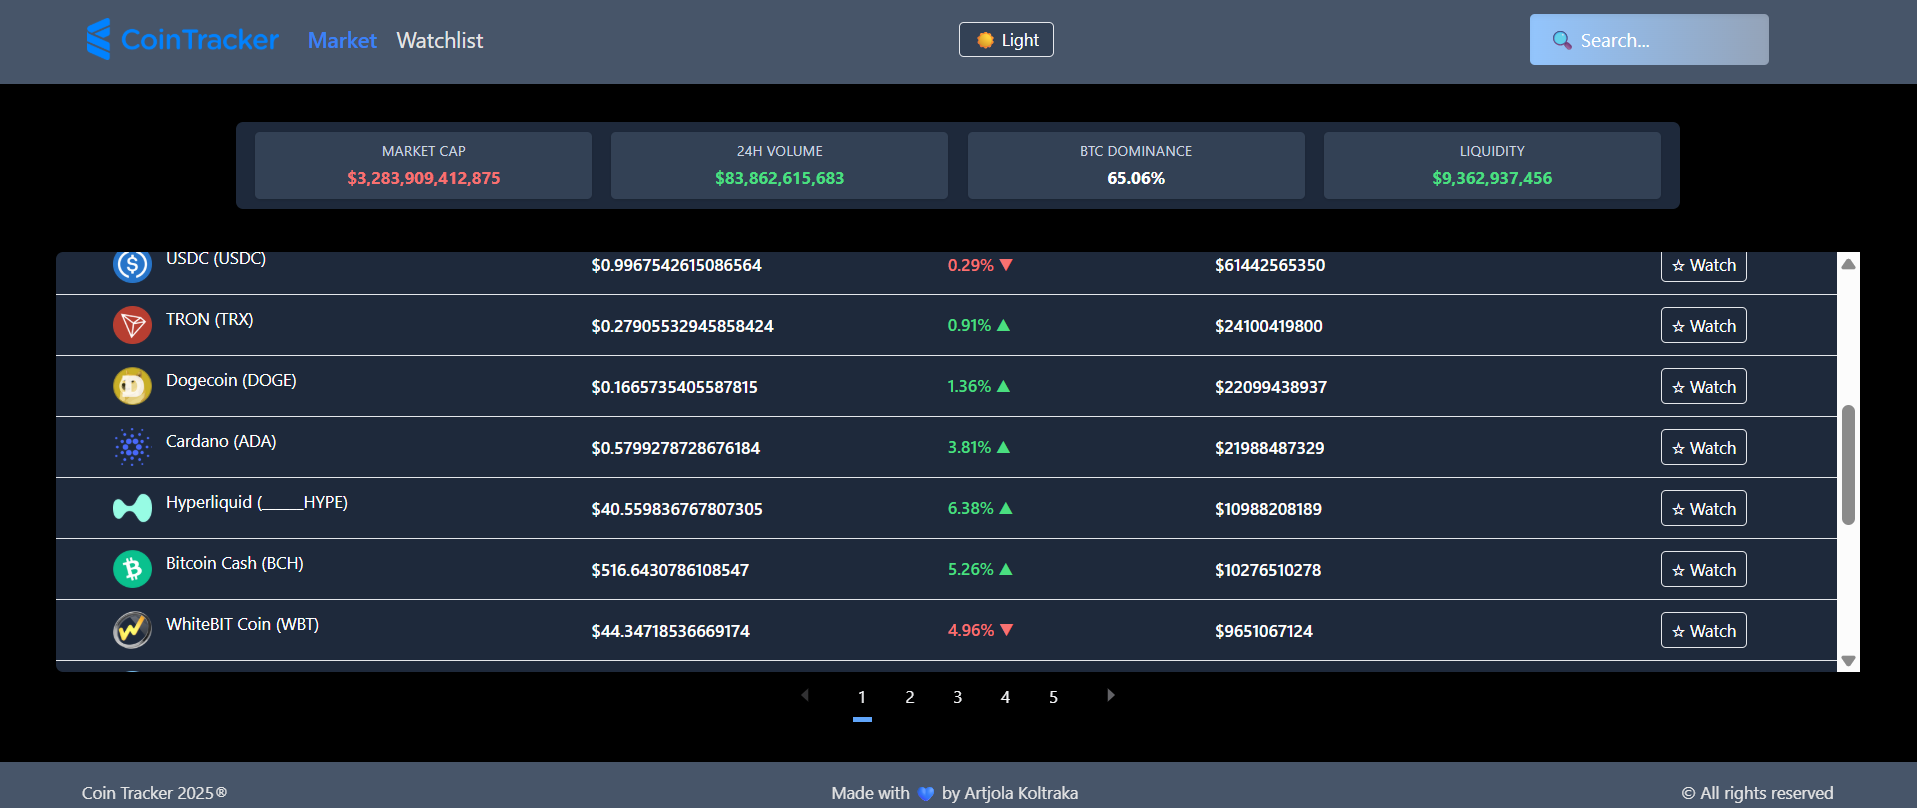 CoinTracker Market Watchlist Light Search...
MARKET CAP 24H VOLUME BTC DOMINANCE LIQUIDITY
$3,283,909,412,875 $83,862,615,683 65.06% $9,362,937,456
USDC (USDC) $0.9967542615086564 0.29% ▼ $61442565350 ☆ Watch
TRON (TRX) $0.27905532945858424 0.91% ▲ $24100419800 ☆ Watch
Dogecoin (DOGE) $0.1665735405587815 1.36% ▲ $22099438937 ☆ Watch
Cardano (ADA) $0.5799278728676184 3.81% ▲ $21988487329 ☆ Watch
Hyperliquid (_____HYPE) $40.559836767807305 6.38% ▲ $10988208189 ☆ Watch
Bitcoin Cash (BCH) $516.6430786108547 5.26% ▲ $10276510278 ☆ Watch
WhiteBIT Coin (WBT) $44.34718536669174 4.96% ▼ $9651067124 ☆ Watch
1 2 3 4 5
Coin Tracker 2025® Made with 💙 by Artjola Koltraka © All rights reserved